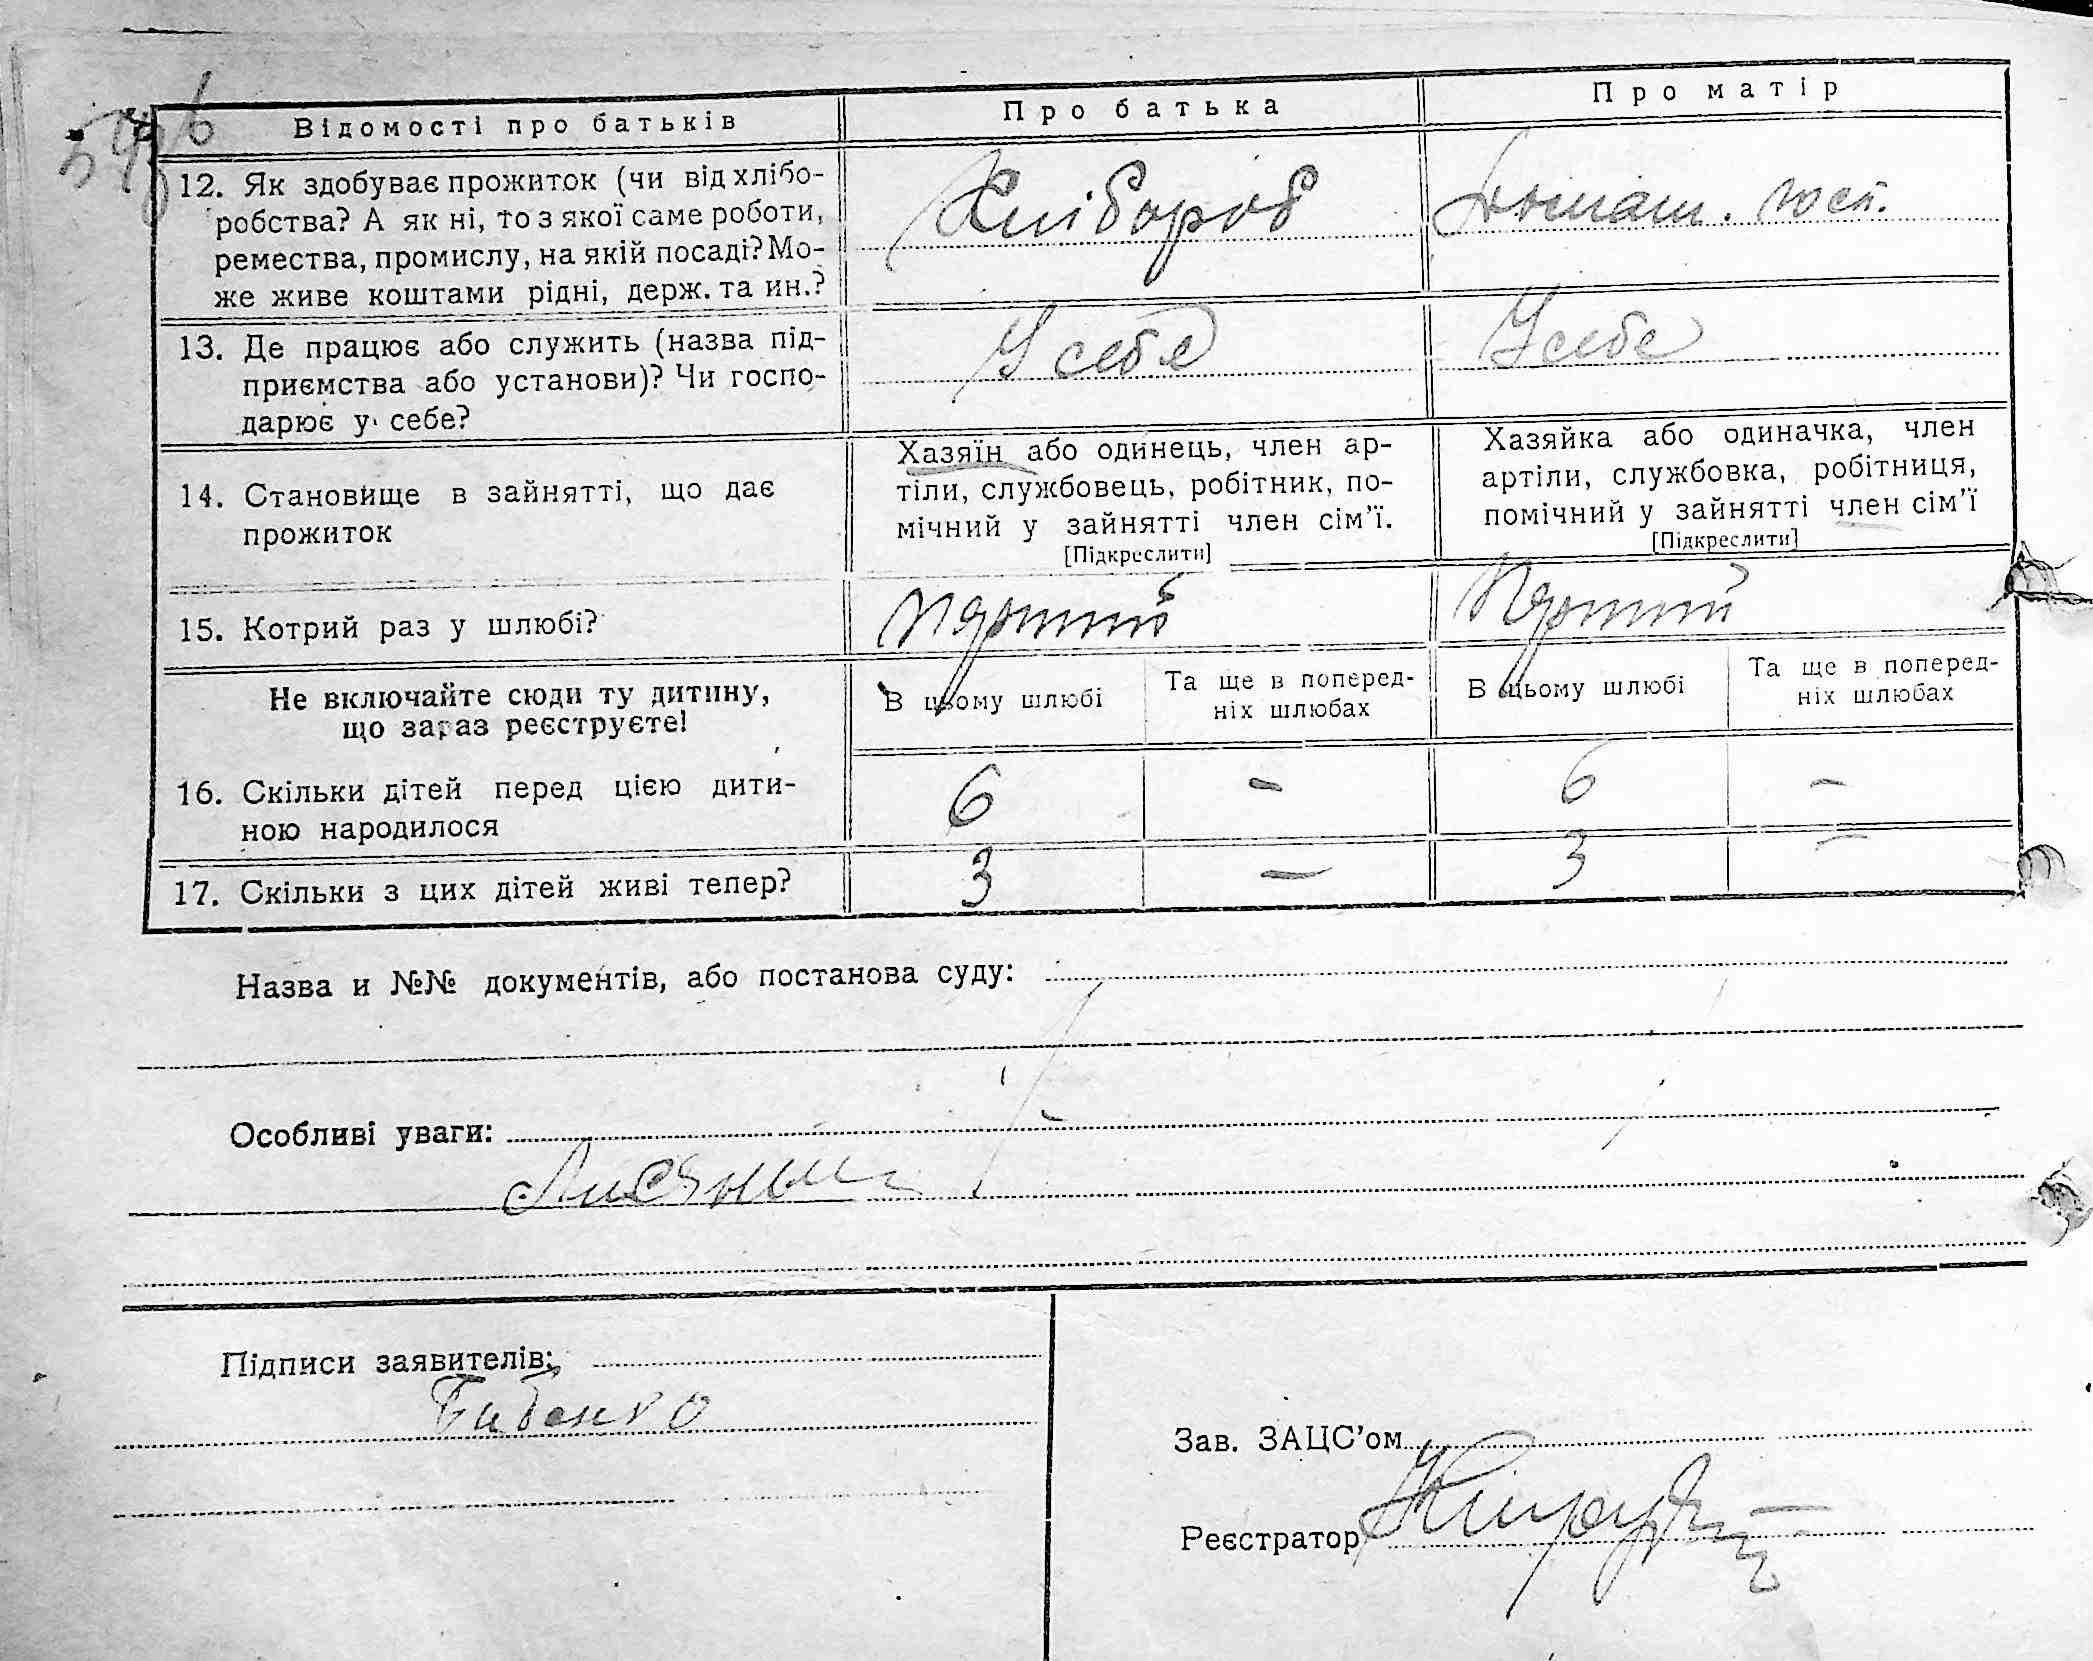 Відомості про батьків
Про батька
Про матір
12. Як здобуває прожиток (чи від хлібо-
робства? А як ні, то з якої саме роботи,
ремества, промислу, на якій посаді? Мо-
же живе коштами рідні, держ. та ин.?
Хлібороб
Домаш. госп.
13. Де працює або служить (назва під-
приємства або установи)? Чи госпо-
дарює у себе?
У себе
У себе
14. Становище в зайнятті, що дає
прожиток
Хазяїн або одинець, член ар-
тіли, службовець, робітник, по-
мічний у зайнятті член сім'ї.
[Підкреслити]
Хазяйка або одиначка, член
артіли, службовка, робітниця,
помічний у зайнятті член сім'ї
[Підкреслити]
15. Котрий раз у шлюбі?
Не включайте сюди ту дитину,
що зараз реєструєте!
В цьому шлюбі
Та ще в поперед-
ніх шлюбах
В цьому шлюбі
Та ще в поперед-
ніх шлюбах
16. Скільки дітей перед цією дити-
ною народилося
6
-
6
-
17. Скільки з цих дітей живі тепер?
3
-
3
-
Назва и №№ документів, або постанова суду:
Особливі уваги:
Підписи заявителів:
Зав. ЗАЦС'ом
Реєстратор